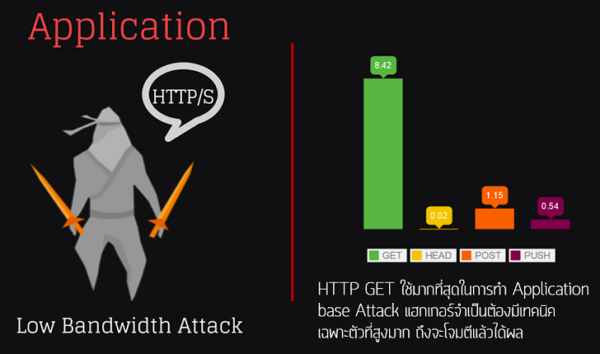 Application
HTTP/S
Low Bandwidth Attack
8.42
0.02
1.15
0.54
GET HEAD POST PUSH
HTTP GET ใช้มากที่สุดในการทำ Application
base Attack แฮกเกอร์จำเป็นต้องมีเทคนิค
เฉพาะตัวที่สูงมาก ถึงจะโจมตีแล้วได้ผล